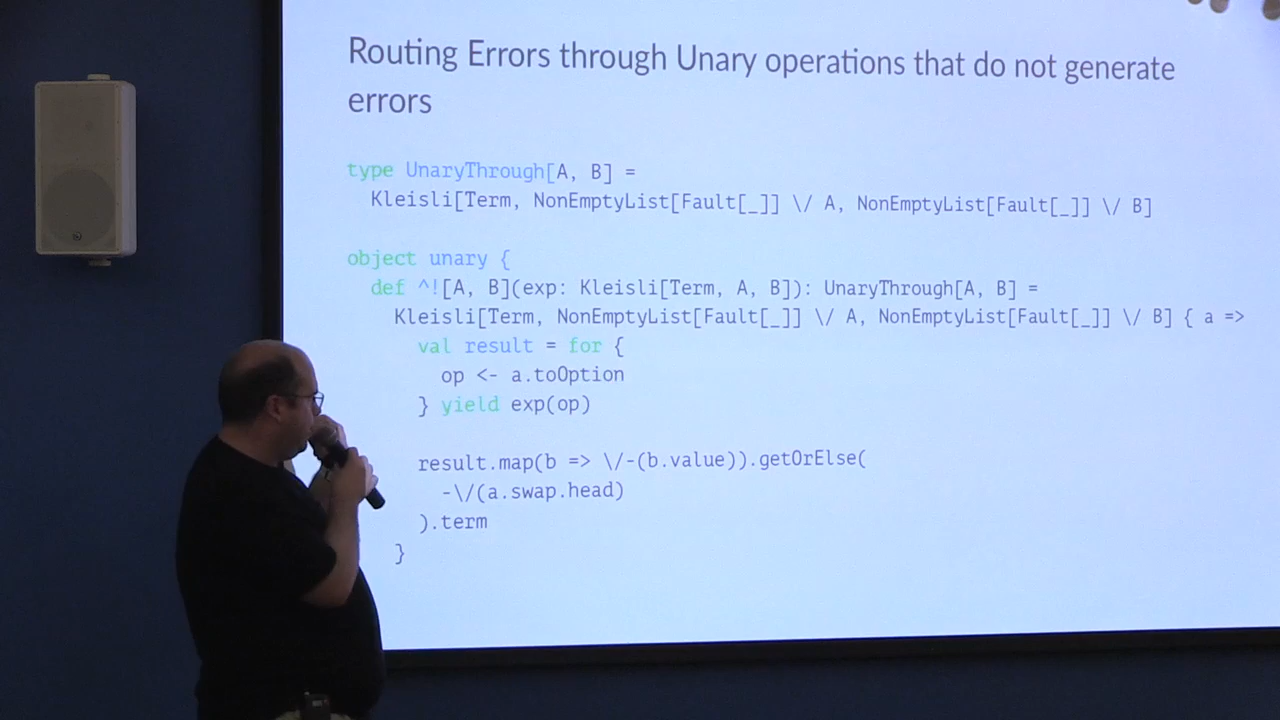 Routing Errors through Unary operations that do not generate
errors
type UnaryThrough[A, B] =
Kleisli[Term, NonEmptyList[Fault[_]] \/ A, NonEmptyList[Fault[_]] \/ B]
object unary {
def ^![A, B](exp: Kleisli[Term, A, B]): UnaryThrough[A, B] =
Kleisli[Term, NonEmptyList[Fault[_]] \/ A, NonEmptyList[Fault[_]] \/ B] { a =>
val result = for {
op <- a.toOption
} yield exp(op)
result.map(b => \/-(b.value)).getOrElse(
-\/(a.swap.head)
).term
}